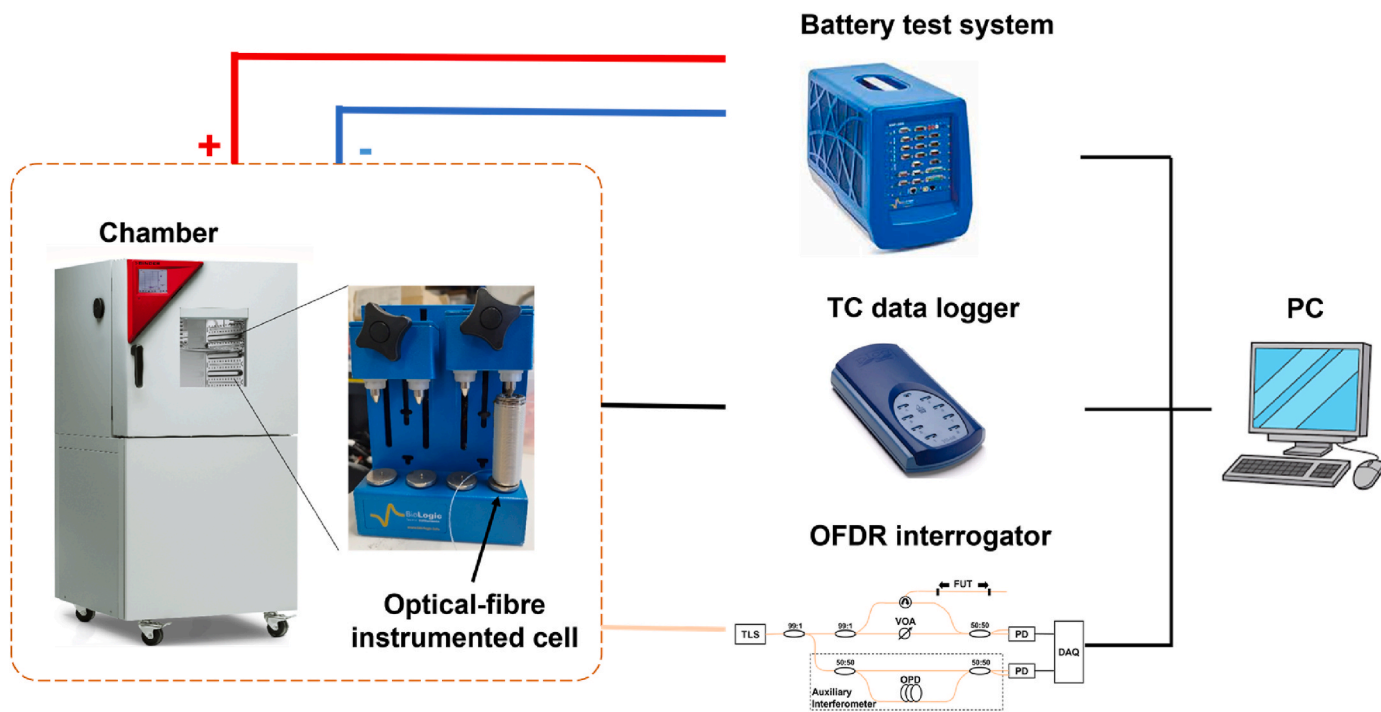 Battery test system
+
-
Chamber
TC data logger
PC
BioLogic
Optical-fibre
instrumented cell
OFDR interrogator
FUT
TLS
99:1
99:1
VOA
50:50
PD
DAQ
50:50
50:50
OPD
PD
Auxiliary
Interferometer